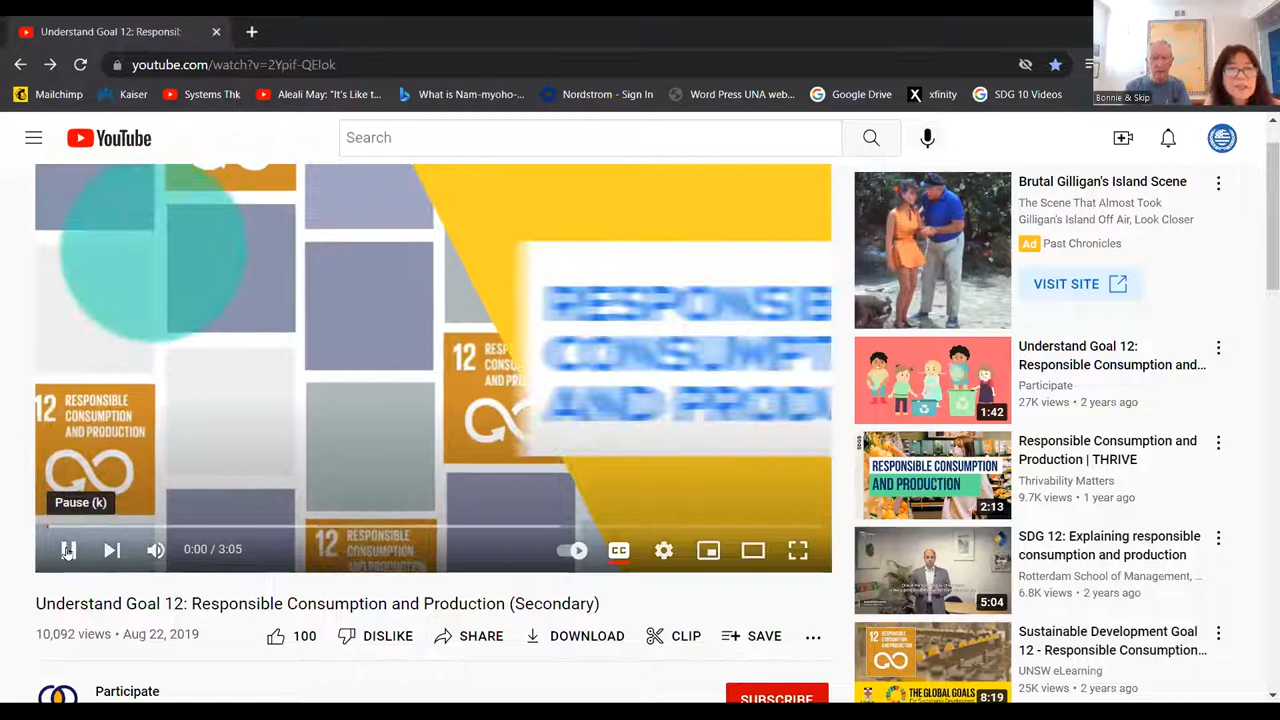 Understand Goal 12: Responsib
youtube.com/watch?v=2Ypif-QElok
Mailchimp
Kaiser
Systems Thk
Aleali May: "It's Like t...
What is Nam-myoho-...
Nordstrom - Sign In
Word Press UNA web...
Google Drive
xfinity
SDG 10 Videos
Bonnie & Skip
YouTube
Search
12 RESPONSIBLE
CONSUMPTION
AND PRODUCTION
12
12 RESPONSIBLE
CONSUMPTION
Pause (k)
0:00 / 3:05
CC
Understand Goal 12: Responsible Consumption and Production (Secondary)
10,092 views • Aug 22, 2019
100
DISLIKE
SHARE
DOWNLOAD
CLIP
SAVE
Participate
SUBSCRIBE
Brutal Gilligan's Island Scene
The Scene That Almost Took
Gilligan's Island Off Air, Look Closer
Ad Past Chronicles
VISIT SITE
1:42
Understand Goal 12:
Responsible Consumption and...
Participate
27K views • 2 years ago
RESPONSIBLE CONSUMPTION
AND PRODUCTION
2:13
Responsible Consumption and
Production | THRIVE
Thrivability Matters
9.7K views • 1 year ago
5:04
SDG 12: Explaining responsible
consumption and production
Rotterdam School of Management, ...
6.8K views • 2 years ago
12 RESPONSIBLE
THE GLOBAL GOALS
8:19
Sustainable Development Goal
12 - Responsible Consumption...
UNSW eLearning
25K views • 2 years ago